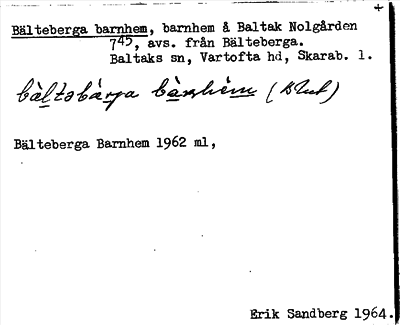 +
Bälteberga barnhem, barnhem å Baltak Nolgården
7⁴⁵, avs. från Bälteberga.
Baltaks sn, Vartofta hd, Skarab. l.
Bälteberga Barnhem 1962 ml,
Erik Sandberg 1964.